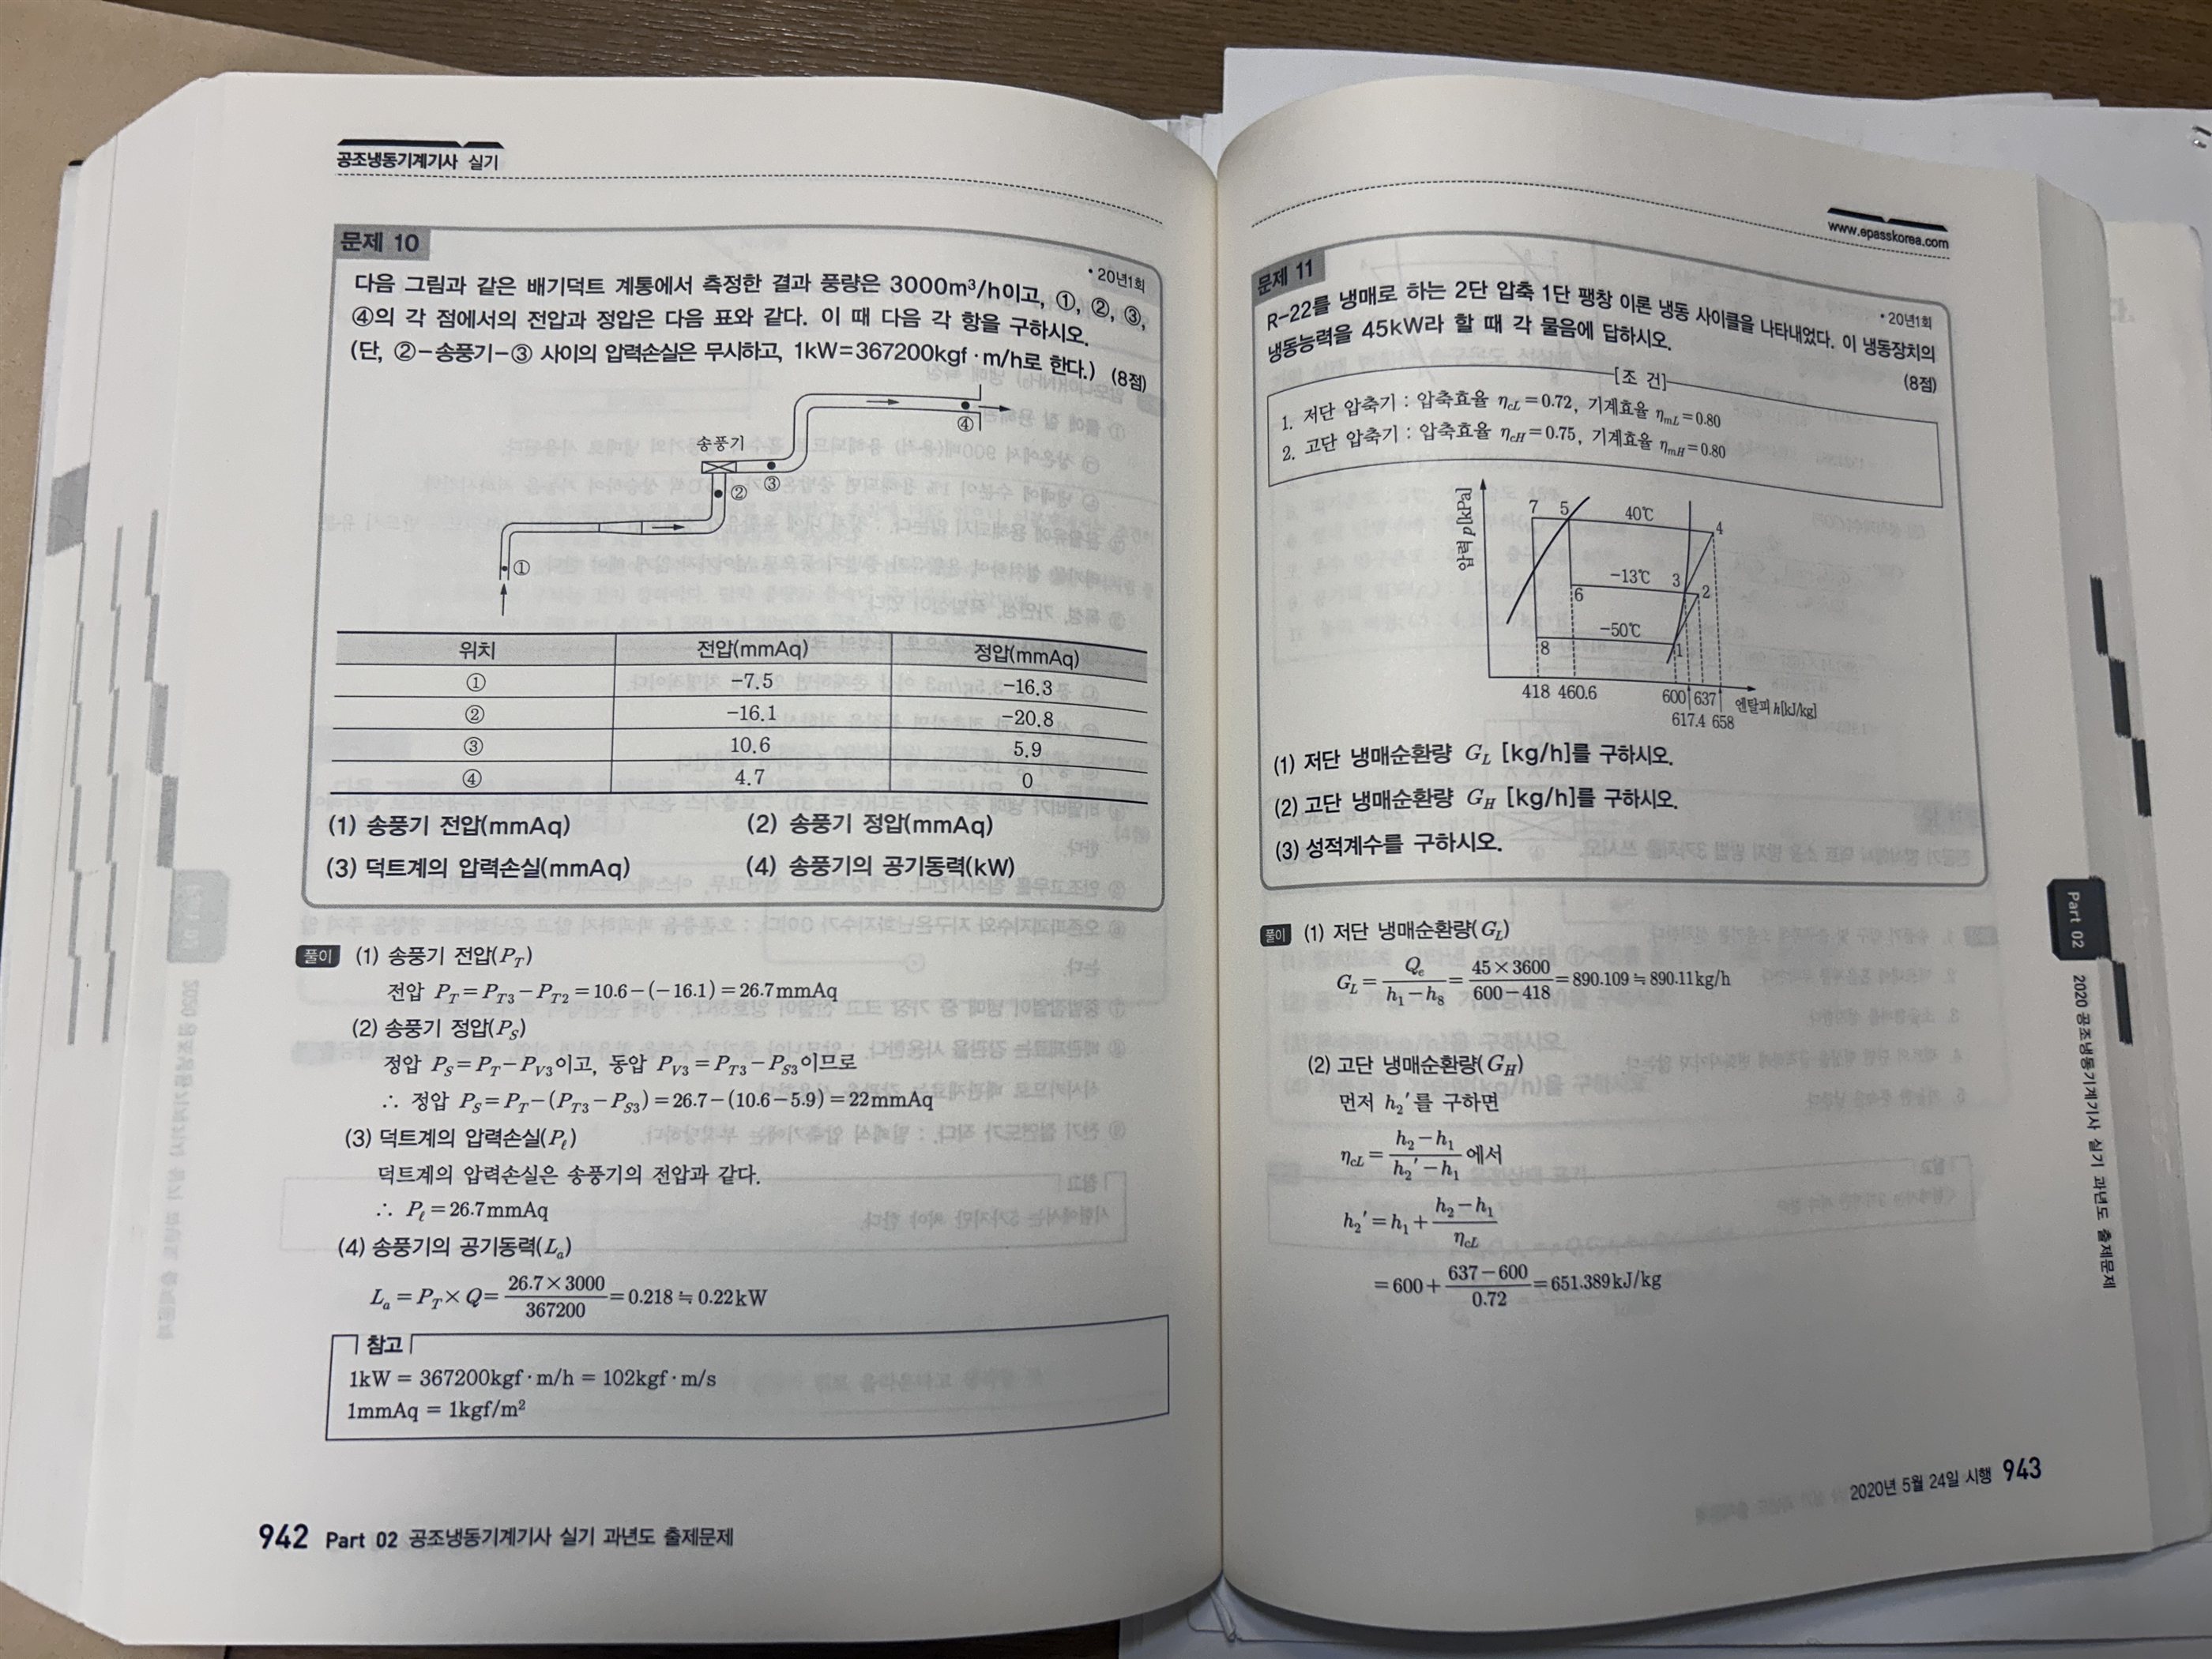 공조냉동기계기사 실기
문제 10
• 20년1회
다음 그림과 같은 배기덕트 계통에서 측정한 결과 풍량은 3000m³/h이고, ①, ②, ③,
④의 각 점에서의 전압과 정압은 다음 표와 같다. 이 때 다음 각 항을 구하시오.
(단, ②-송풍기-③ 사이의 압력손실은 무시하고, 1kW=367200kgf·m/h로 한다.) (8점)
송풍기
④
③
②
①
위치 전압(mmAq) 정압(mmAq)
① -7.5 -16.3
② -16.1 -20.8
③ 10.6 5.9
④ 4.7 0
(1) 송풍기 전압(mmAq) (2) 송풍기 정압(mmAq)
(3) 덕트계의 압력손실(mmAq) (4) 송풍기의 공기동력(kW)
풀이 (1) 송풍기 전압(P_T)
전압 P_T = P_T3 − P_T2 = 10.6 − (−16.1) = 26.7mmAq
(2) 송풍기 정압(P_S)
정압 P_S = P_T − P_V3이고, 동압 P_V3 = P_T3 − P_S3이므로
∴ 정압 P_S = P_T − (P_T3 − P_S3) = 26.7 − (10.6 − 5.9) = 22mmAq
(3) 덕트계의 압력손실(P_ℓ)
덕트계의 압력손실은 송풍기의 전압과 같다.
∴ P_ℓ = 26.7mmAq
(4) 송풍기의 공기동력(L_a)
L_a = P_T × Q = 26.7×3000 / 367200 = 0.218 ≒ 0.22kW
참고
1kW = 367200kgf·m/h = 102kgf·m/s
1mmAq = 1kgf/m²
942 Part 02 공조냉동기계기사 실기 과년도 출제문제
www.epasskorea.com
문제 11
• 20년1회
R-22를 냉매로 하는 2단 압축 1단 팽창 이론 냉동 사이클을 나타내었다. 이 냉동장치의
냉동능력을 45kW라 할 때 각 물음에 답하시오. (8점)
[조 건]
1. 저단 압축기 : 압축효율 η_cL = 0.72, 기계효율 η_mL = 0.80
2. 고단 압축기 : 압축효율 η_cH = 0.75, 기계효율 η_mH = 0.80
압력 p[kPa]
7 5 40℃ 4
-13℃ 3
6 2
-50℃
8 1
418 460.6 600 637 엔탈피 h[kJ/kg]
617.4 658
(1) 저단 냉매순환량 G_L [kg/h]를 구하시오.
(2) 고단 냉매순환량 G_H [kg/h]를 구하시오.
(3) 성적계수를 구하시오.
풀이 (1) 저단 냉매순환량(G_L)
G_L = Q_e / (h_1 − h_8) = 45×3600 / (600−418) = 890.109 ≒ 890.11kg/h
(2) 고단 냉매순환량(G_H)
먼저 h_2′를 구하면
η_cL = (h_2 − h_1) / (h_2′ − h_1) 에서
h_2′ = h_1 + (h_2 − h_1) / η_cL
= 600 + (637−600) / 0.72 = 651.389kJ/kg
Part 02
2020 공조냉동기계기사 실기 과년도 출제문제
2020년 5월 24일 시행 943